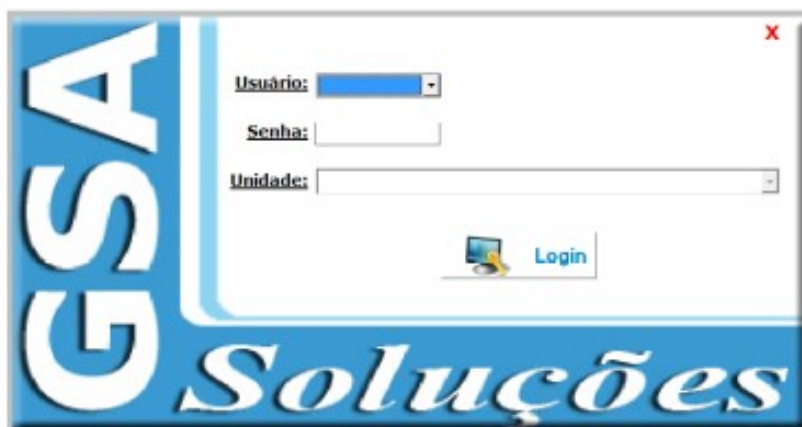 GSA
X
Usuário:
Senha:
Unidade:
Login
Soluções